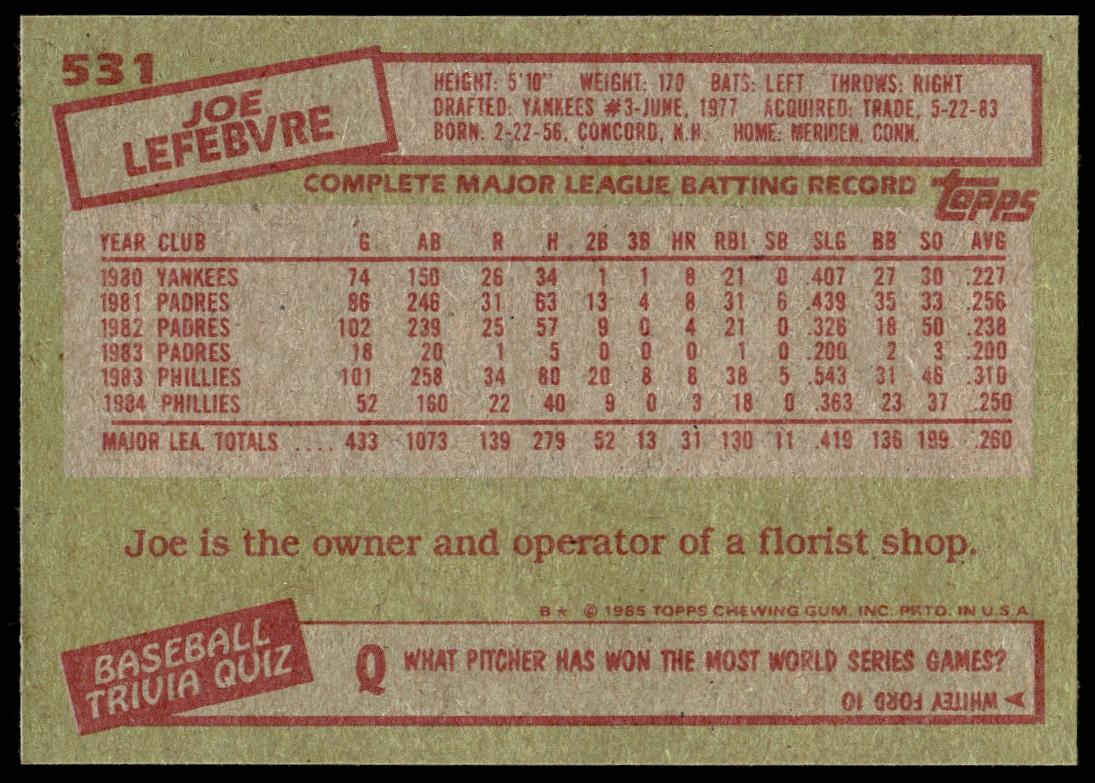 531
JOE
LEFEBVRE
HEIGHT: 5'10" WEIGHT: 170 BATS: LEFT THROWS: RIGHT
DRAFTED: YANKEES #3-JUNE, 1977 ACQUIRED: TRADE, 5-22-83
BORN: 2-22-56, CONCORD, N.H. HOME: MERIDEN, CONN.
COMPLETE MAJOR LEAGUE BATTING RECORD
topps
YEAR CLUB G AB R H 2B 3B HR RBI SB SLG BB SO AVG
1980 YANKEES 74 150 26 34 1 1 8 21 0 .407 27 30 .227
1981 PADRES 86 246 31 63 13 4 8 31 6 .439 35 33 .256
1982 PADRES 102 239 25 57 9 0 4 21 0 .326 18 50 .238
1983 PADRES 18 20 1 5 0 0 0 1 0 .200 2 3 .200
1983 PHILLIES 101 258 34 80 20 8 8 38 5 .543 31 46 .310
1984 PHILLIES 52 160 22 40 9 0 3 18 0 .363 23 37 .250
MAJOR LEA. TOTALS .... 433 1073 139 279 52 13 31 130 11 .419 136 199 .260
Joe is the owner and operator of a florist shop.
B★ © 1985 TOPPS CHEWING GUM, INC. PRTD. IN U.S.A.
BASEBALL
TRIVIA QUIZ
Q WHAT PITCHER HAS WON THE MOST WORLD SERIES GAMES?
A WHITEY FORD 10